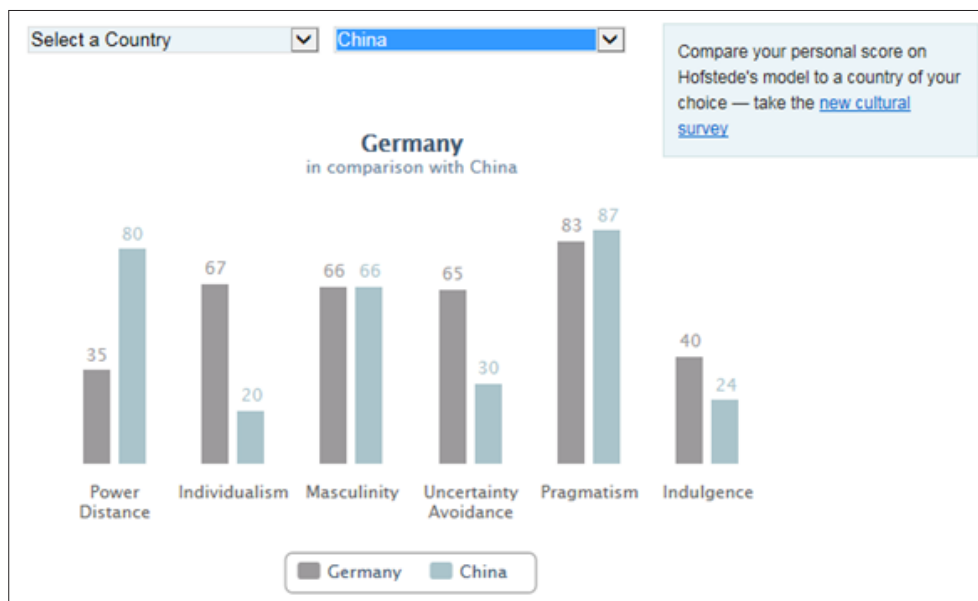 Select a Country
China
Compare your personal score on
Hofstede's model to a country of your
choice — take the new cultural
survey
Germany
in comparison with China
80
67
66 66
65
83 87
35
20
30
40
24
Power
Distance
Individualism
Masculinity
Uncertainty
Avoidance
Pragmatism
Indulgence
Germany China